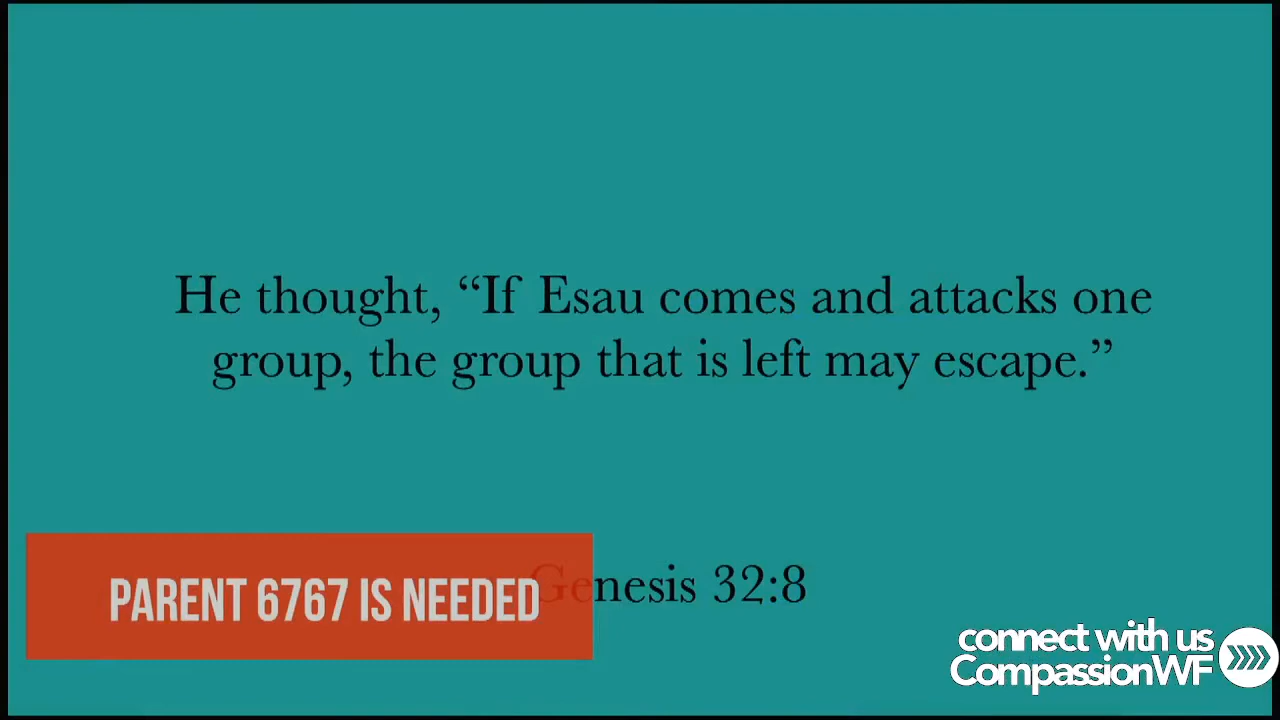 He thought, “If Esau comes and attacks one
group, the group that is left may escape.”
Genesis 32:8
PARENT 6767 IS NEEDED
connect with us
CompassionWF